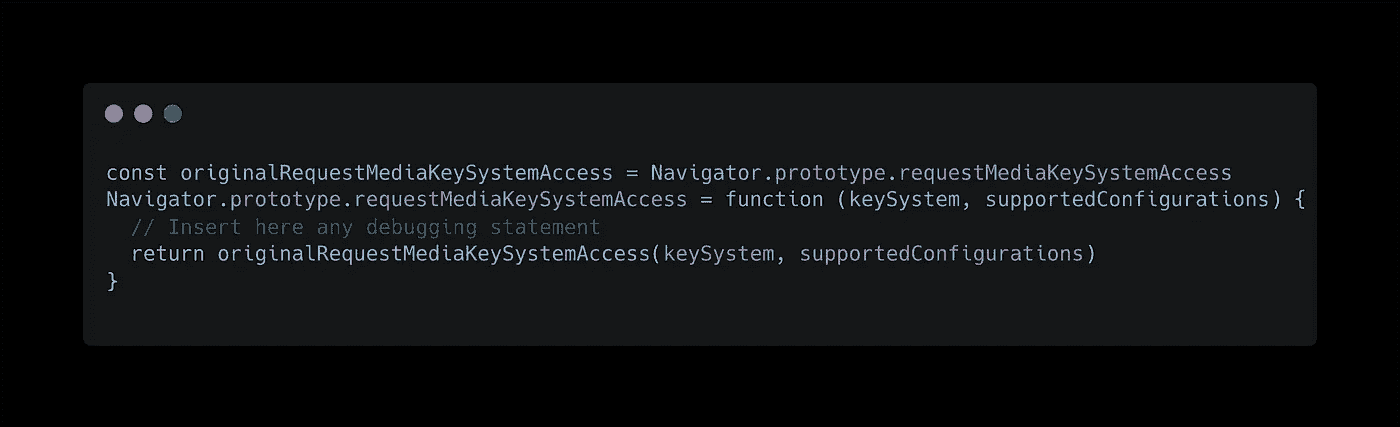 const originalRequestMediaKeySystemAccess = Navigator.prototype.requestMediaKeySystemAccess
Navigator.prototype.requestMediaKeySystemAccess = function (keySystem, supportedConfigurations) {
  // Insert here any debugging statement
  return originalRequestMediaKeySystemAccess(keySystem, supportedConfigurations)
}